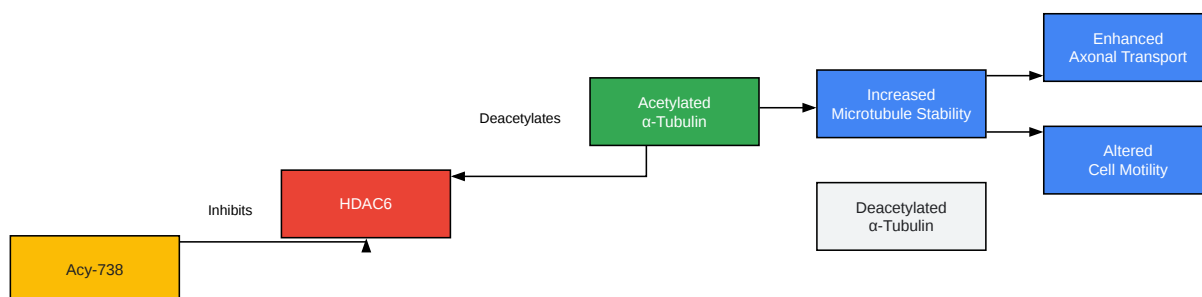 Enhanced
Axonal Transport
Increased
Microtubule Stability
Acetylated
α-Tubulin
Deacetylates
Altered
Cell Motility
HDAC6
Inhibits
Deacetylated
α-Tubulin
Acy-738